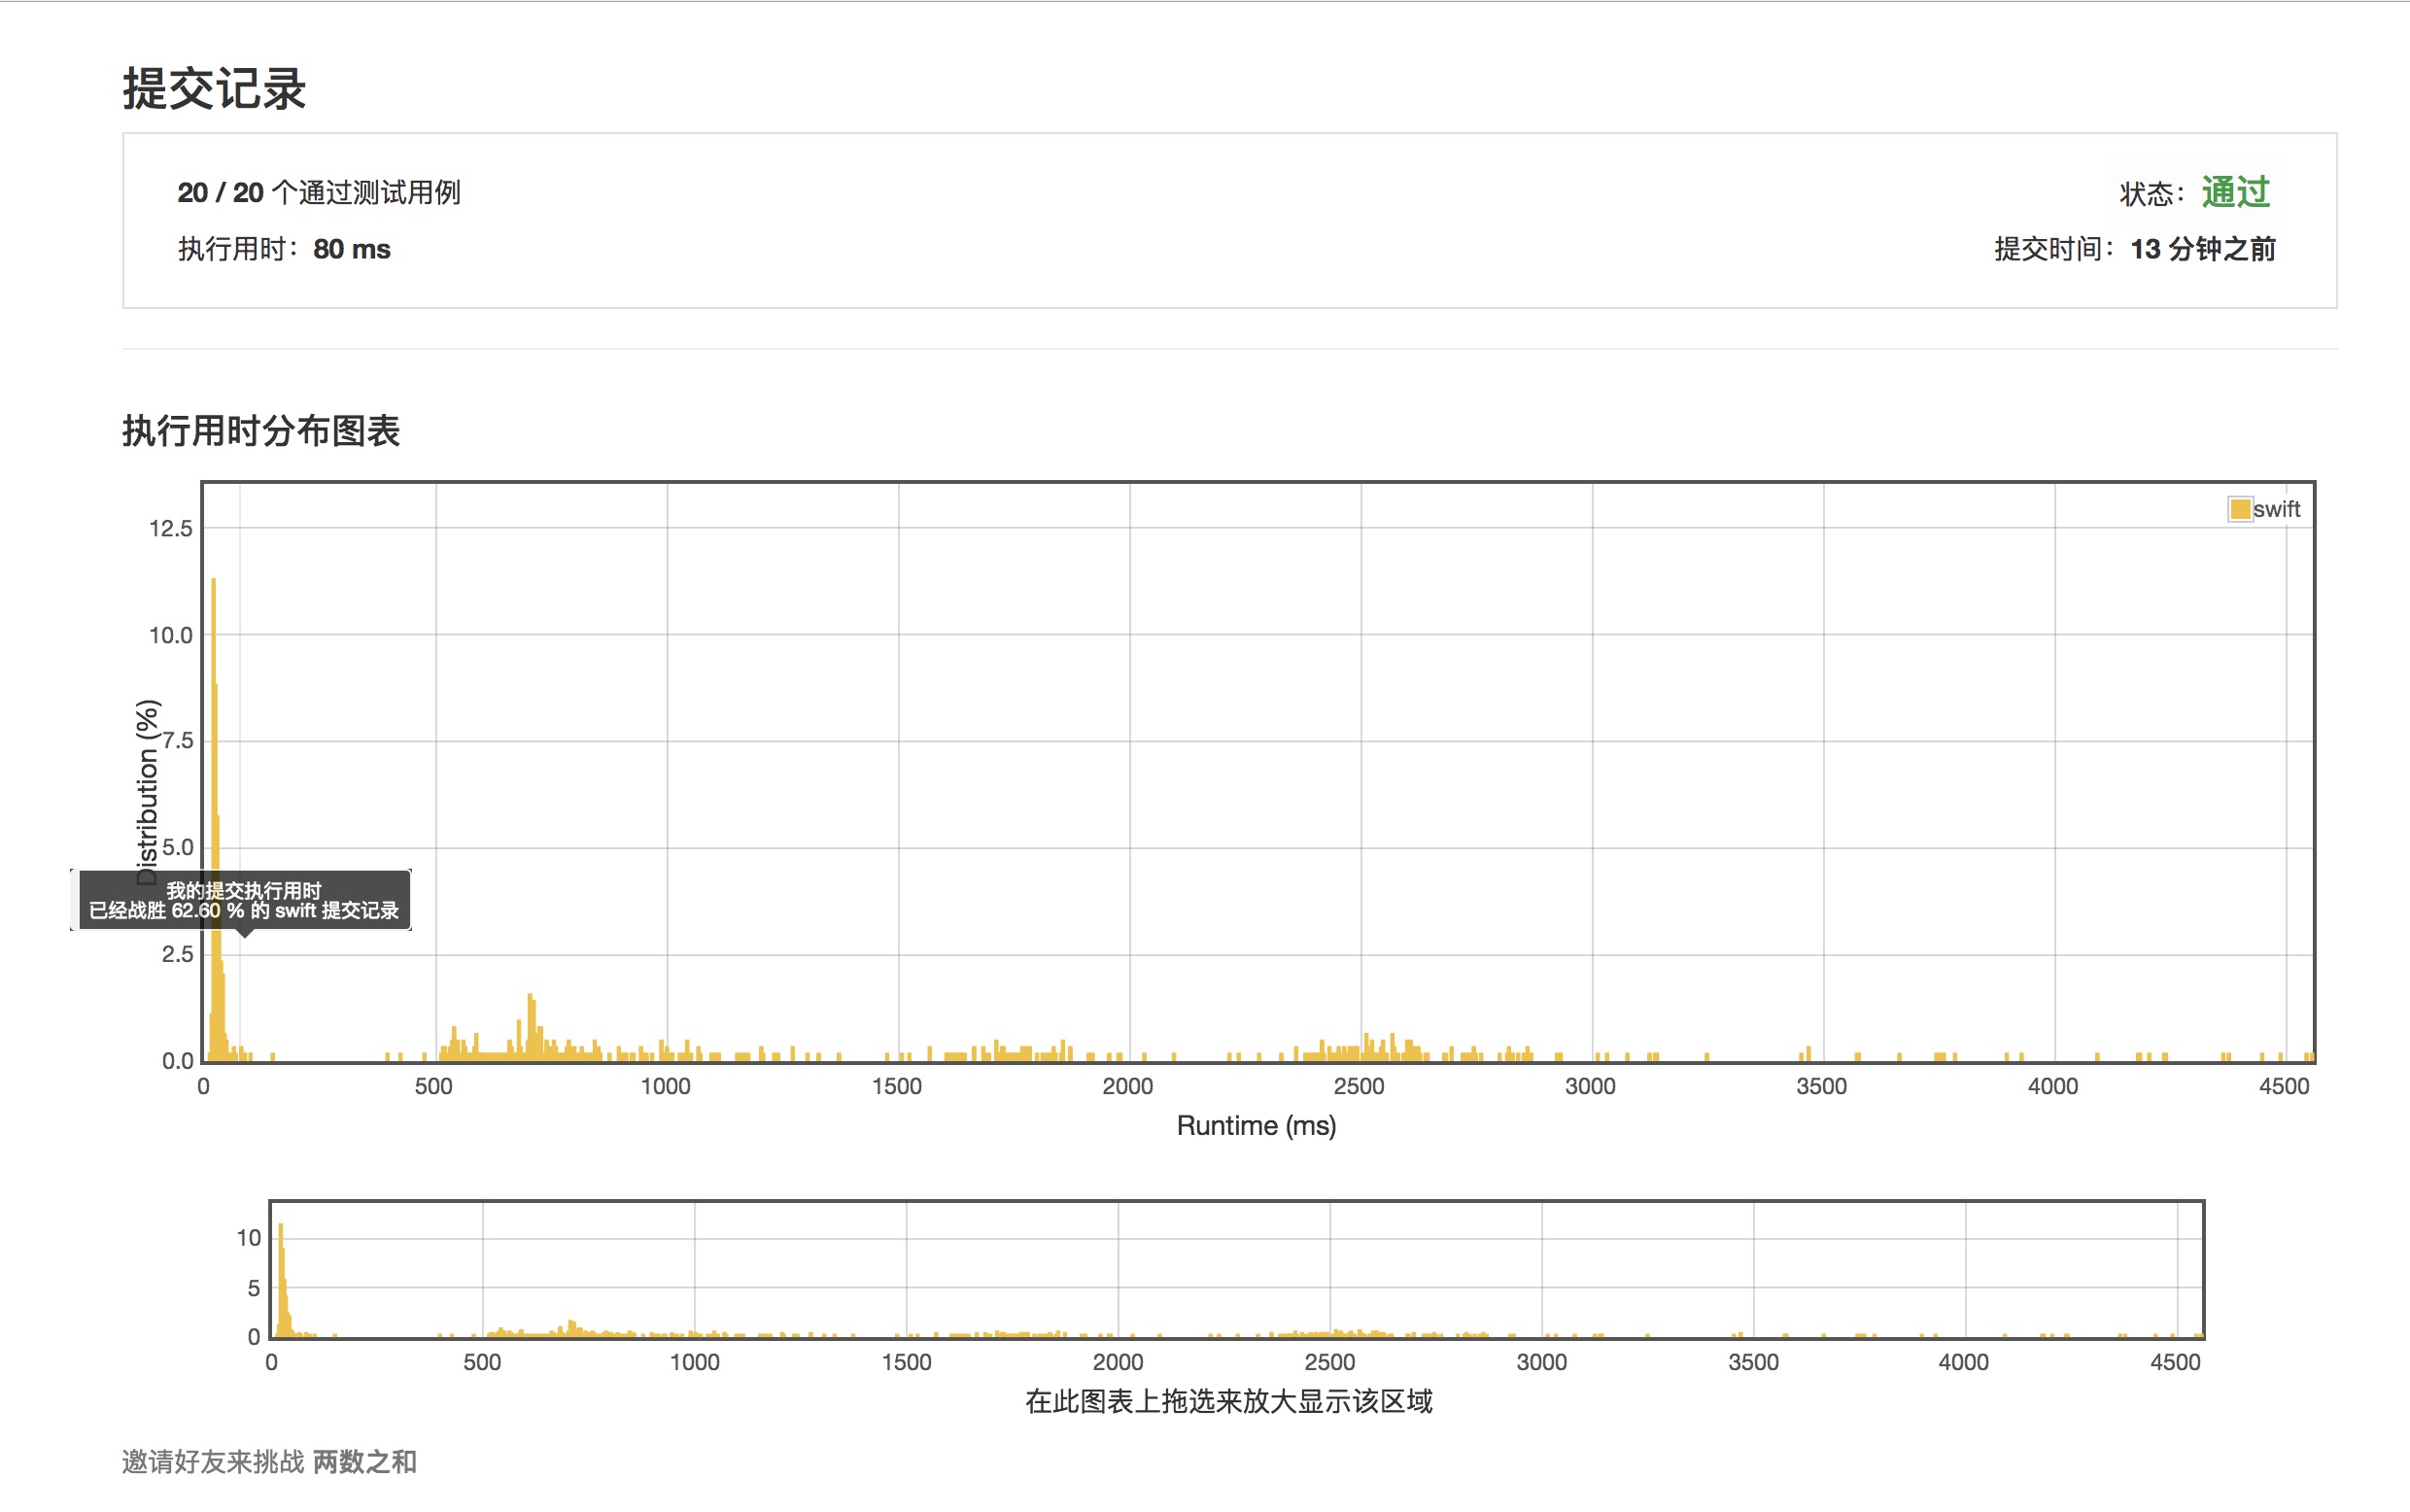 提交记录
20 / 20 个通过测试用例
状态：通过
执行用时：80 ms
提交时间：13 分钟之前
执行用时分布图表
swift
12.5
10.0
7.5
5.0
2.5
0.0
Distribution (%)
我的提交执行用时
已经战胜 62.60 % 的 swift 提交记录
0 500 1000 1500 2000 2500 3000 3500 4000 4500
Runtime (ms)
10
5
0
0 500 1000 1500 2000 2500 3000 3500 4000 4500
在此图表上拖选来放大显示该区域
邀请好友来挑战 两数之和